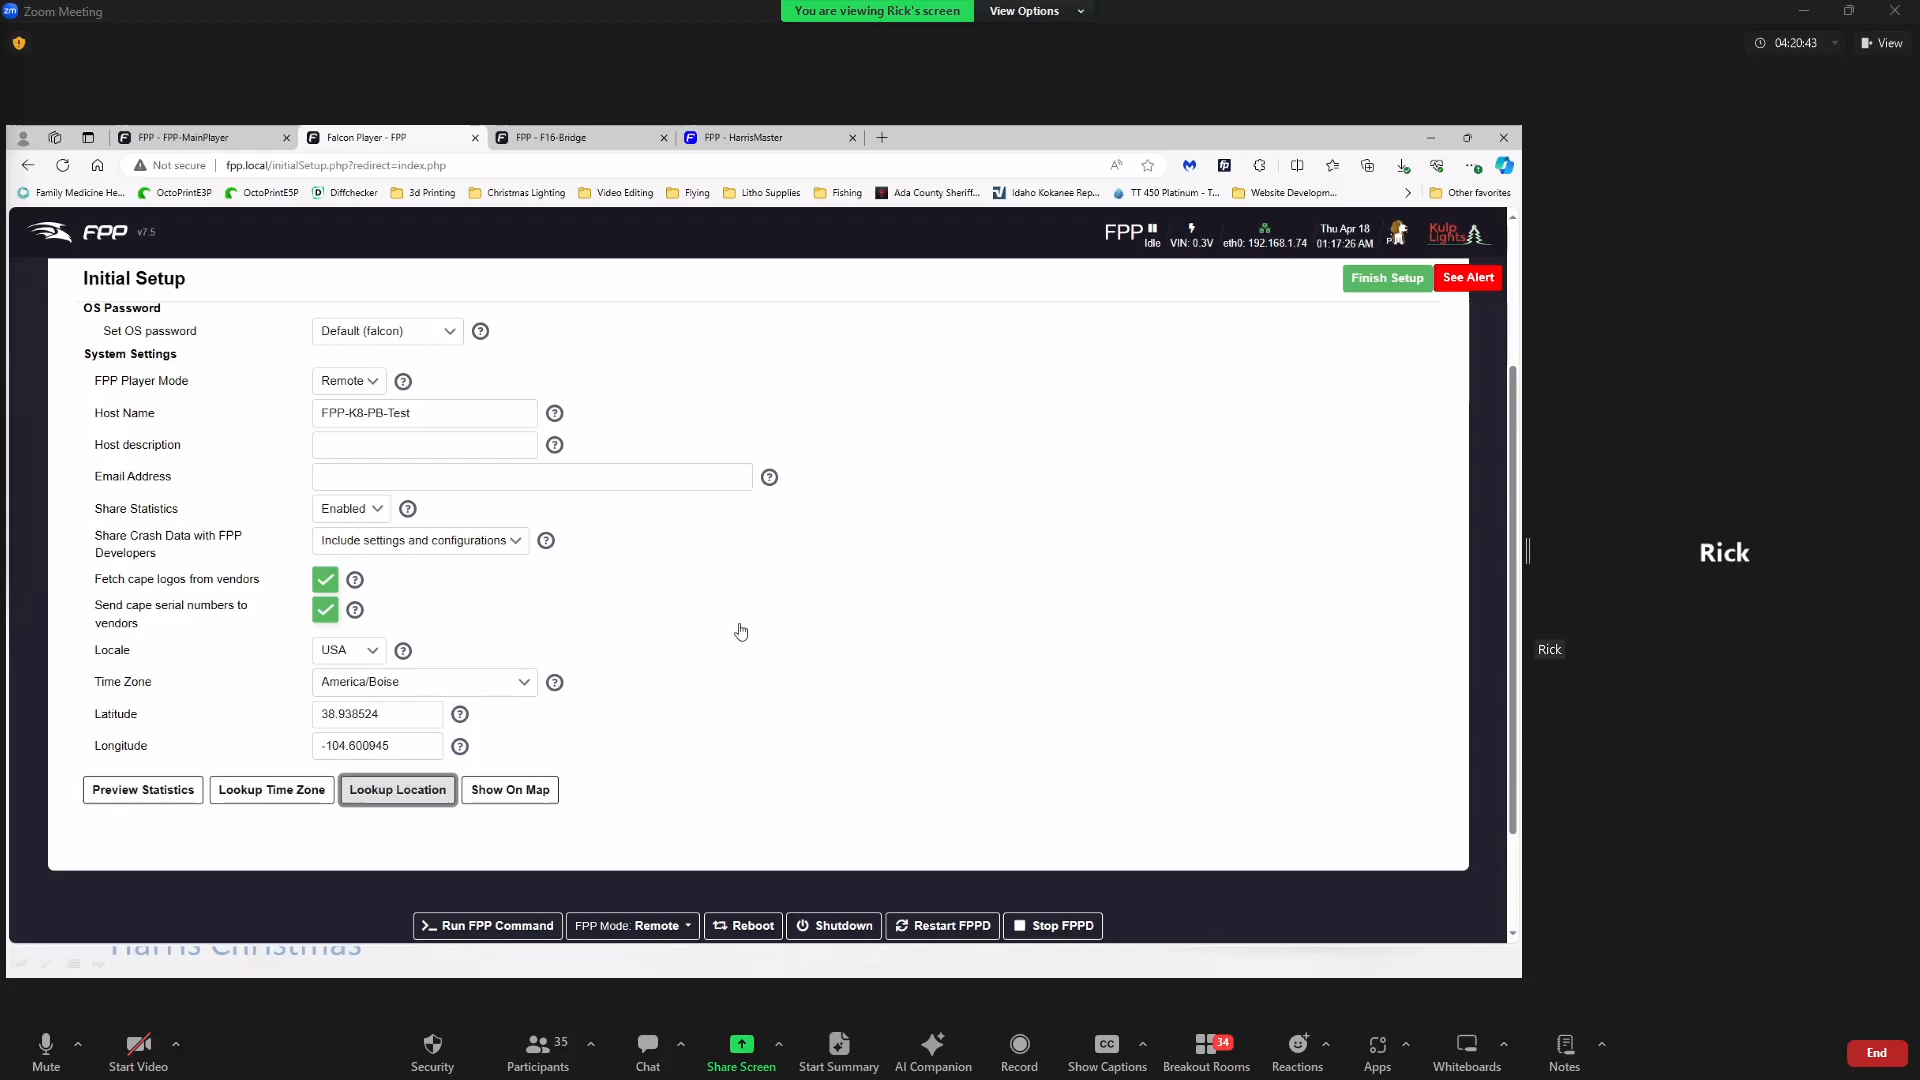 Zoom Meeting
You are viewing Rick's screen
View Options
04:20:43
View
FPP - FPP-MainPlayer
Falcon Player - FPP
FPP - F16-Bridge
FPP - HarrisMaster
Not secure
fpp.local/initialSetup.php?redirect=index.php
Family Medicine He...
OctoPrintE3P
OctoPrintE5P
Diffchecker
3d Printing
Christmas Lighting
Video Editing
Flying
Litho Supplies
Fishing
Ada County Sheriff...
Idaho Kokanee Rep...
TT 450 Platinum - T...
Website Developm...
Other favorites
FPP v7.5
FPP
Idle
VIN: 0.3V
eth0: 192.168.1.74
Thu Apr 18
01:17:26 AM
Kulp
Lights
Initial Setup
Finish Setup
See Alert
OS Password
Set OS password
Default (falcon)
System Settings
FPP Player Mode
Remote
Host Name
FPP-K8-PB-Test
Host description
Email Address
Share Statistics
Enabled
Share Crash Data with FPP
Developers
Include settings and configurations
Fetch cape logos from vendors
Send cape serial numbers to
vendors
Locale
USA
Time Zone
America/Boise
Latitude
38.938524
Longitude
-104.600945
Preview Statistics
Lookup Time Zone
Lookup Location
Show On Map
Run FPP Command
FPP Mode: Remote
Reboot
Shutdown
Restart FPPD
Stop FPPD
Harris Christmas
Rick
Rick
Mute
Start Video
Security
Participants
35
Chat
Share Screen
Start Summary
AI Companion
Record
CC
Show Captions
Breakout Rooms
34
Reactions
Apps
Whiteboards
Notes
End